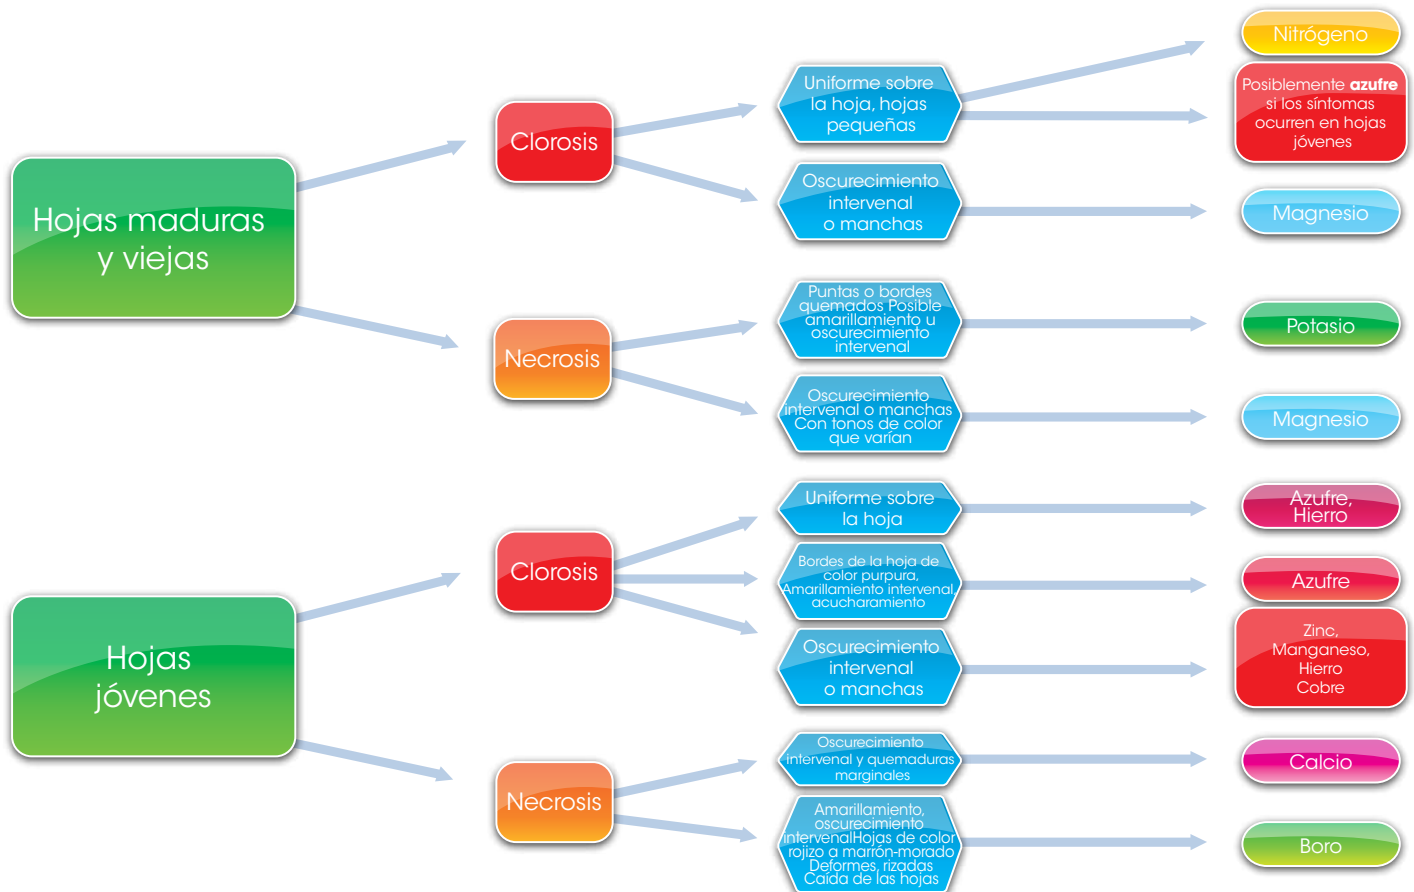 Hojas maduras
y viejas
Clorosis
Uniforme sobre
la hoja, hojas
pequeñas
Nitrógeno
Posiblemente azufre
si los síntomas
ocurren en hojas
jóvenes
Oscurecimiento
intervenal
o manchas
Magnesio
Necrosis
Puntas o bordes
quemados Posible
amarillamiento u
oscurecimiento
intervenal
Potasio
Oscurecimiento
intervenal o manchas
Con tonos de color
que varían
Magnesio
Hojas
jóvenes
Clorosis
Uniforme sobre
la hoja
Azufre,
Hierro
Bordes de la hoja de
color purpura,
Amarillamiento intervenal,
acucharamiento
Azufre
Oscurecimiento
intervenal
o manchas
Zinc,
Manganeso,
Hierro
Cobre
Necrosis
Oscurecimiento
intervenal y quemaduras
marginales
Calcio
Amarillamiento,
oscurecimiento
intervenalHojas de color
rojizo a marrón-morado
Deformes, rizadas
Caída de las hojas
Boro